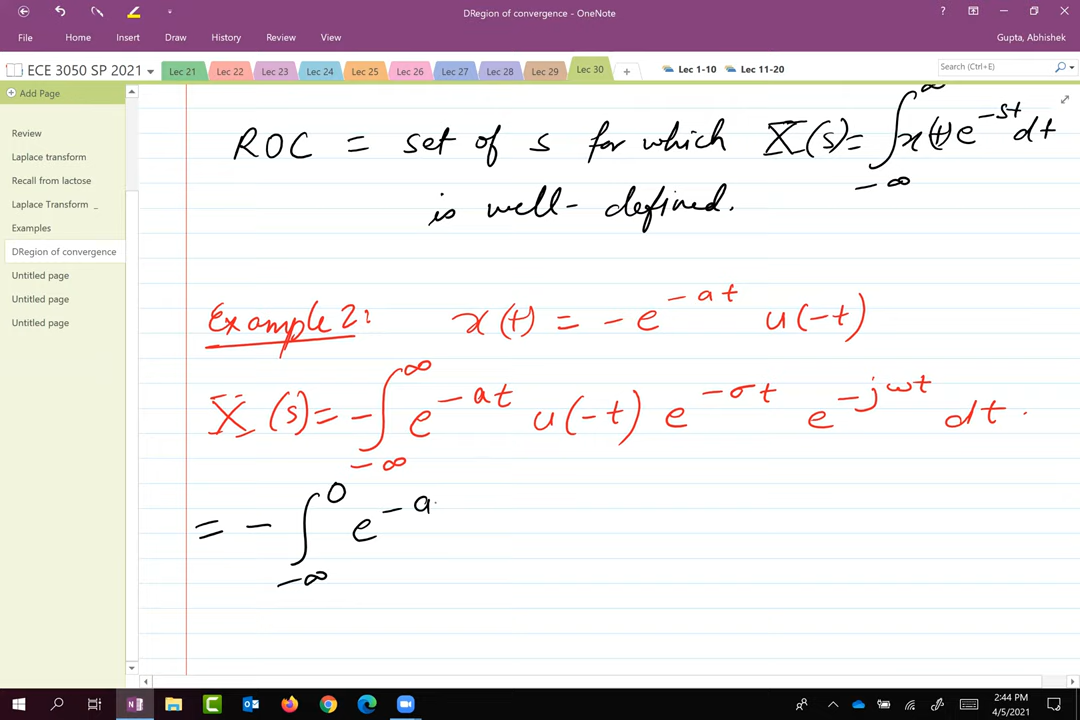 DRegion of convergence - OneNote
Gupta, Abhishek
File Home Insert Draw History Review View
ECE 3050 SP 2021 Lec 21 Lec 22 Lec 23 Lec 24 Lec 25 Lec 26 Lec 27 Lec 28 Lec 29 Lec 30 + Lec 1-10 Lec 11-20 Search (Ctrl+E)
Add Page
Review
Laplace transform
Recall from lactose
Laplace Transform _
Examples
DRegion of convergence
Untitled page
Untitled page
Untitled page
ROC = set of s for which X(s)= ∫_{-∞}^{∞} x(t) e^{-st} dt
is well-defined.
Example 2: x(t) = - e^{-at} u(-t)
X(s) = - ∫_{-∞}^{∞} e^{-at} u(-t) e^{-σt} e^{-jωt} dt.
= - ∫_{-∞}^{0} e^{-a
2:44 PM
4/5/2021